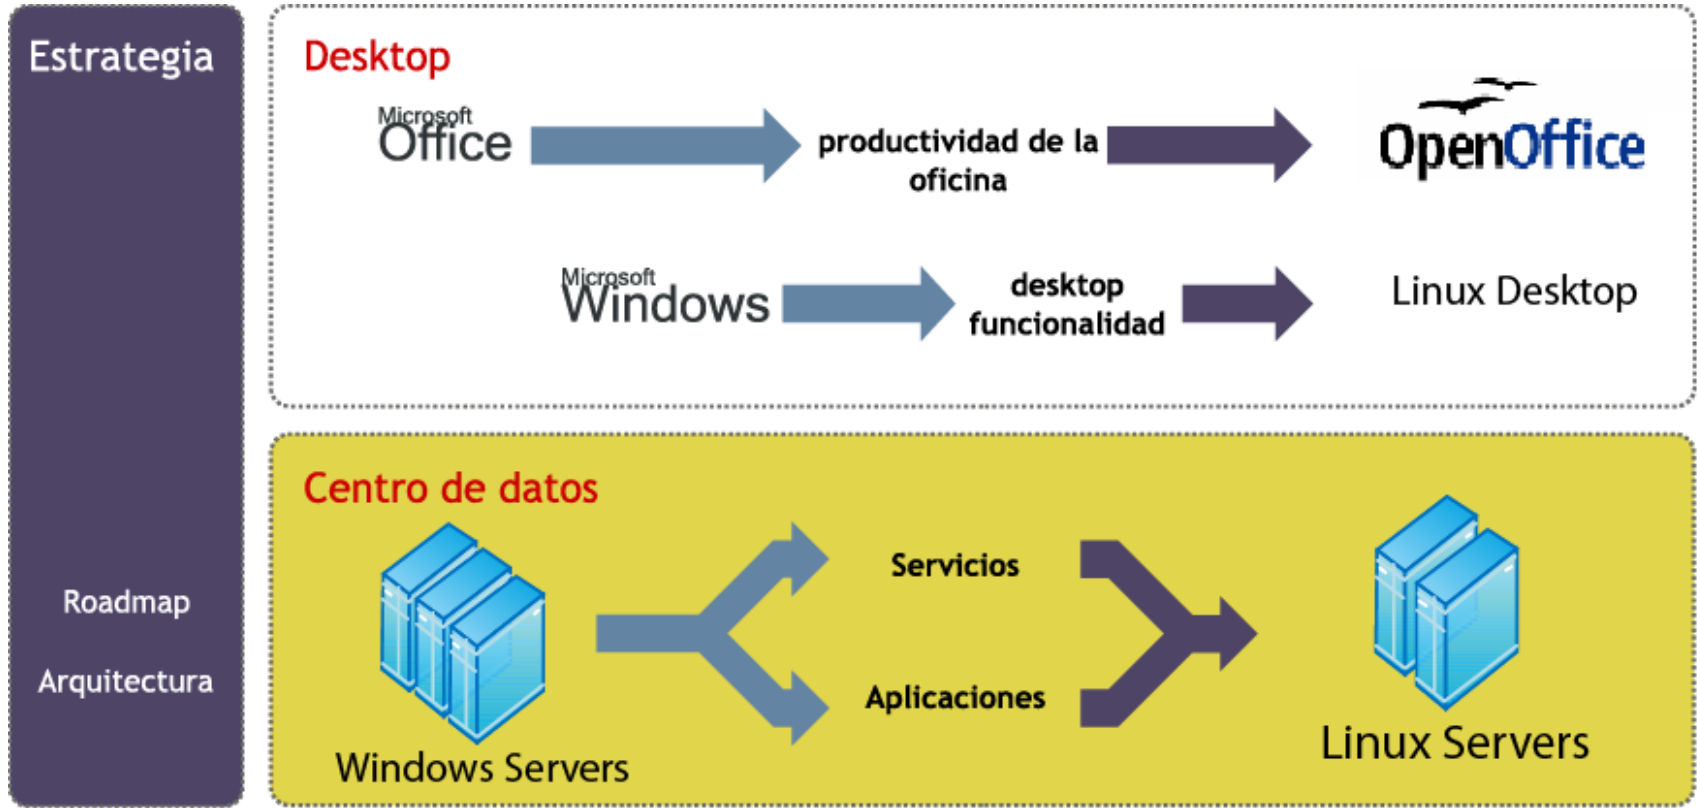 Estrategia
Roadmap
Arquitectura
Desktop
Microsoft
Office
productividad de la
oficina
OpenOffice
Microsoft
Windows
desktop
funcionalidad
Linux Desktop
Centro de datos
Windows Servers
Servicios
Aplicaciones
Linux Servers